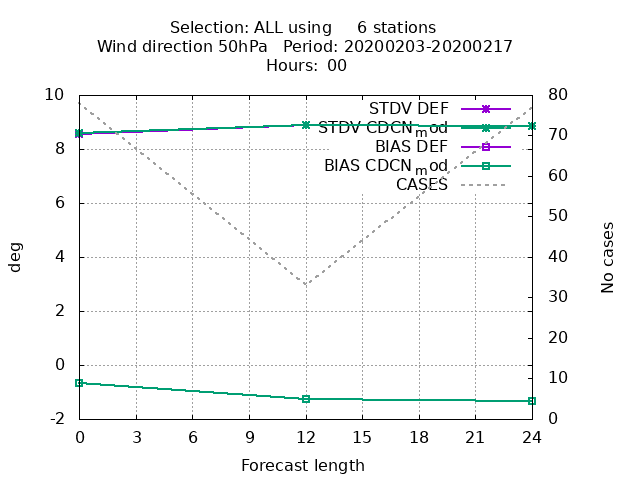 Selection: ALL using 6 stations
Wind direction 50hPa Period: 20200203-20200217
Hours: 00
10 80
STDV DEF
STDV CDCNmod
BIAS DEF
BIAS CDCNmod
CASES
8
6
4
2
0
-2
70
60
50
40
30
20
10
0
deg
No cases
0 3 6 9 12 15 18 21 24
Forecast length